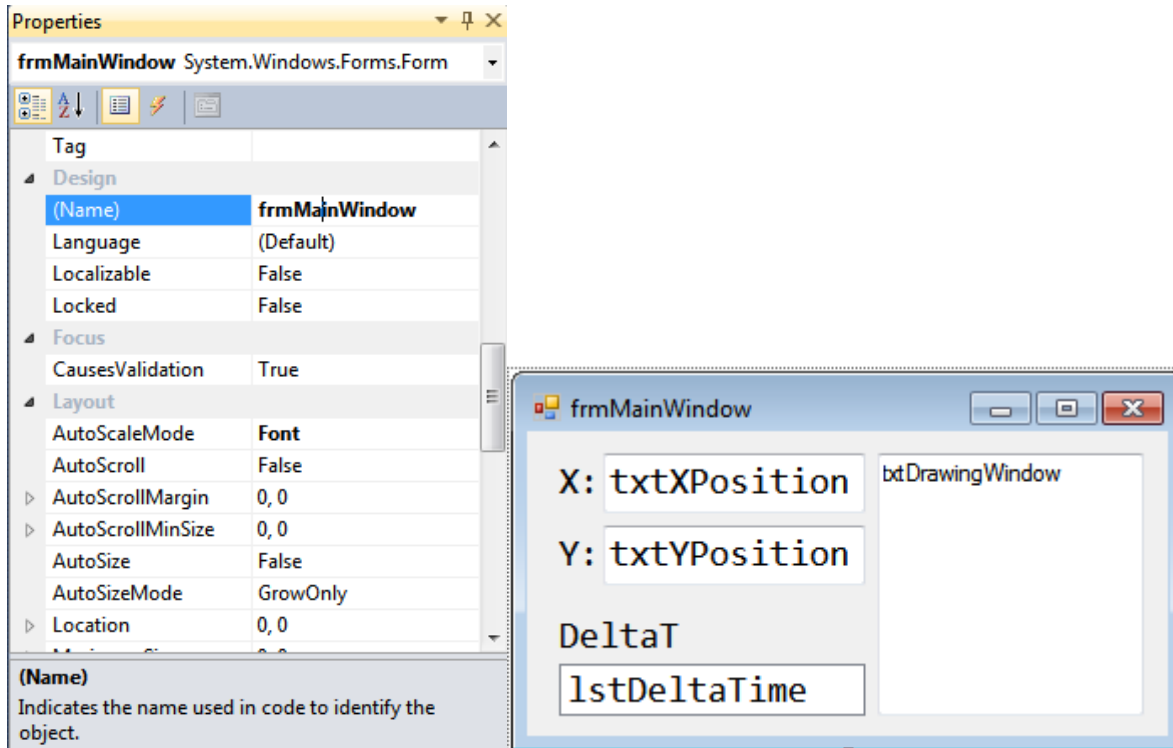 Properties
frmMainWindow System.Windows.Forms.Form
Tag
Design
(Name) frmMainWindow
Language (Default)
Localizable False
Locked False
Focus
CausesValidation True
Layout
AutoScaleMode Font
AutoScroll False
AutoScrollMargin 0, 0
AutoScrollMinSize 0, 0
AutoSize False
AutoSizeMode GrowOnly
Location 0, 0
(Name)
Indicates the name used in code to identify the
object.
frmMainWindow
X: txtXPosition
txtDrawingWindow
Y: txtYPosition
DeltaT
lstDeltaTime